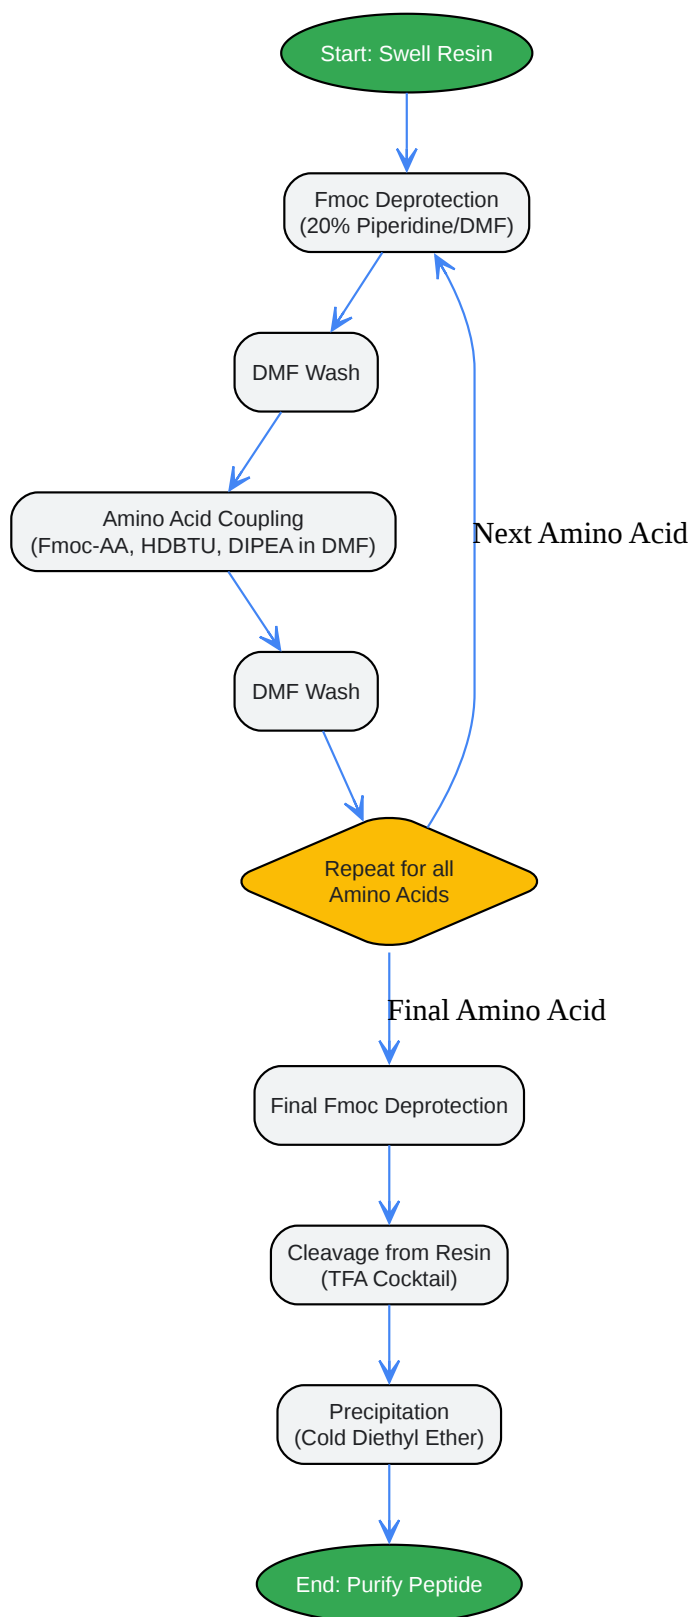 Start: Swell Resin
Fmoc Deprotection
(20% Piperidine/DMF)
DMF Wash
Amino Acid Coupling
(Fmoc-AA, HDBTU, DIPEA in DMF)
Next Amino Acid
DMF Wash
Repeat for all
Amino Acids
Final Amino Acid
Final Fmoc Deprotection
Cleavage from Resin
(TFA Cocktail)
Precipitation
(Cold Diethyl Ether)
End: Purify Peptide